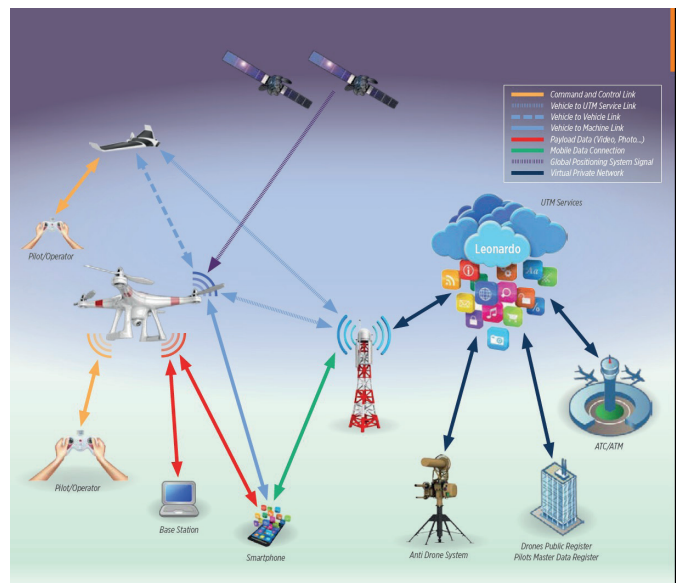 Command and Control Link
Vehicle to UTM Service Link
Vehicle to Vehicle Link
Vehicle to Machine Link
Payload Data (Video, Photo...)
Mobile Data Connection
Global Positioning System Signal
Virtual Private Network
UTM Services
Leonardo
Pilot/Operator
Pilot/Operator
Base Station
Smartphone
Anti Drone System
Drones Public Register
Pilots Master Data Register
ATC/ATM